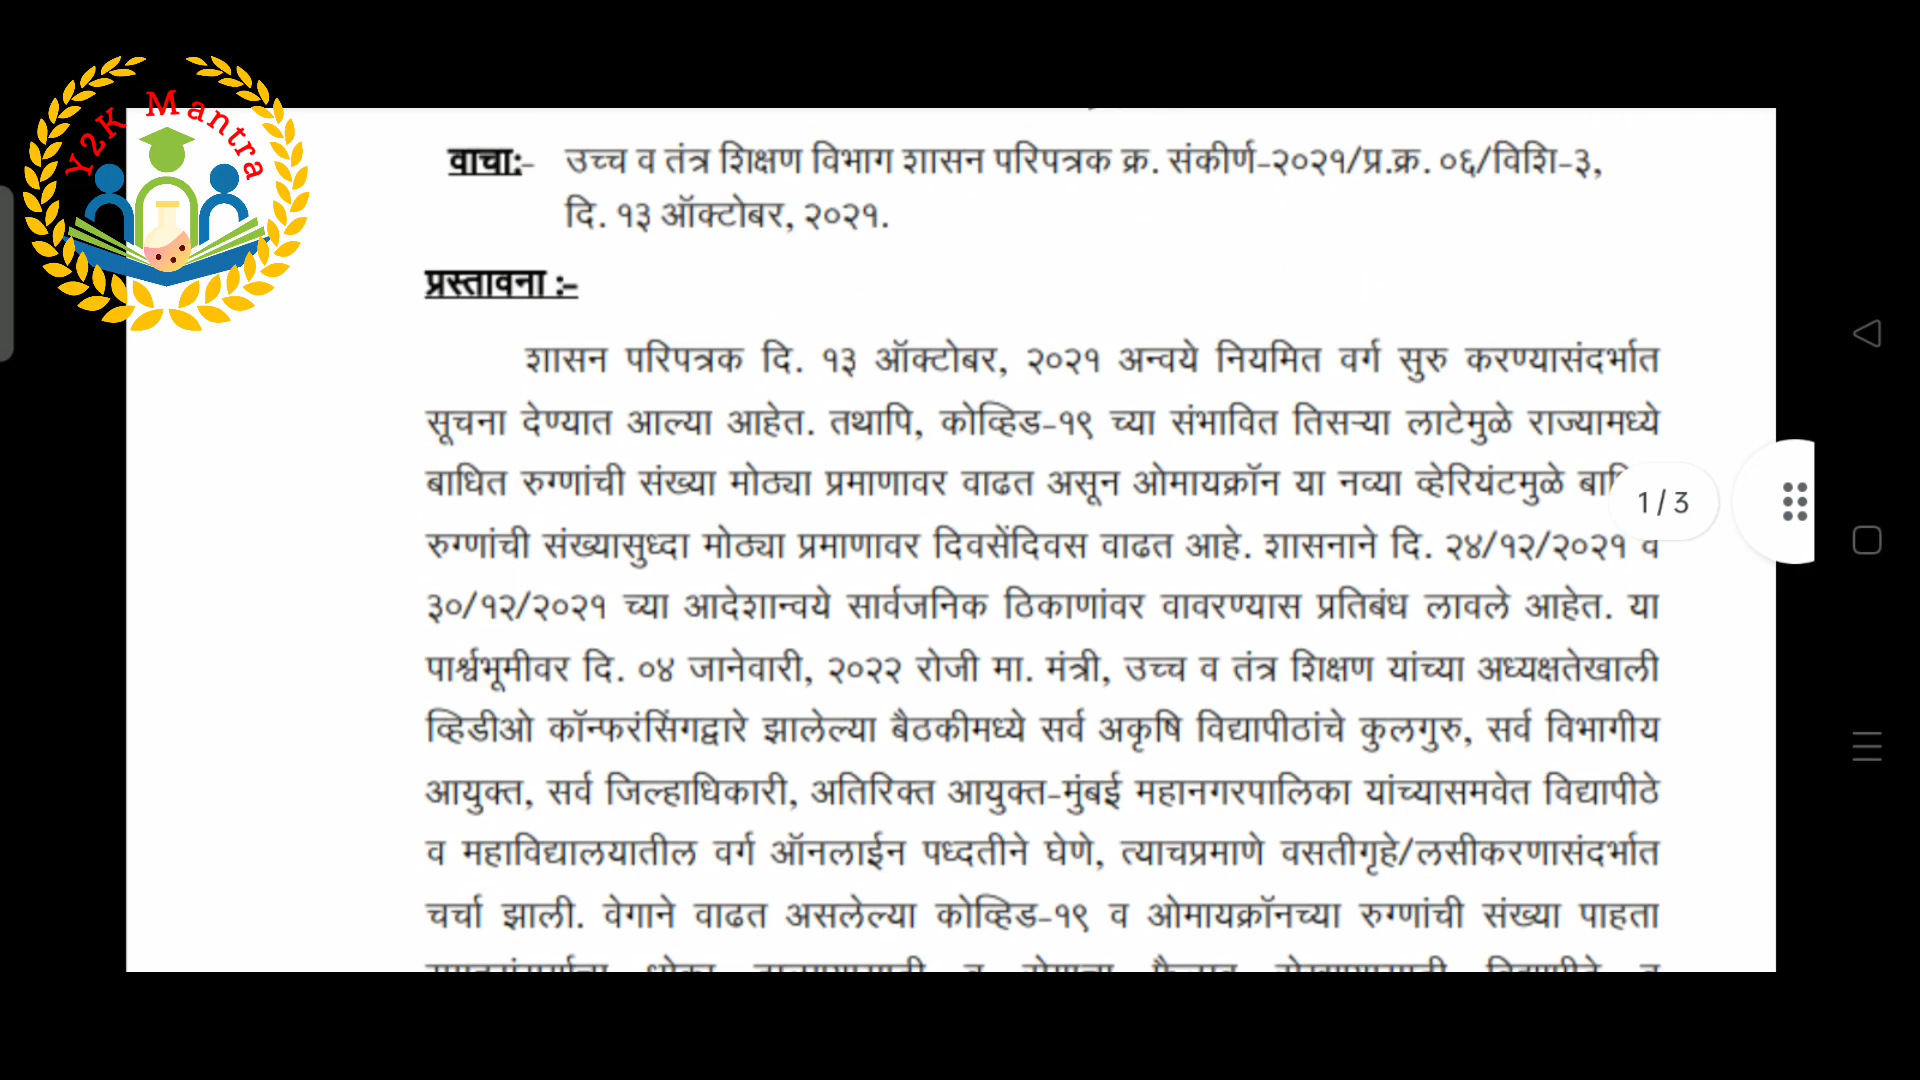 Y2K Mantra
वाचा:- उच्च व तंत्र शिक्षण विभाग शासन परिपत्रक क्र. संकीर्ण-२०२१/प्र.क्र. ०६/विशि-३,
दि. १३ ऑक्टोबर, २०२१.
प्रस्तावना :-
शासन परिपत्रक दि. १३ ऑक्टोबर, २०२१ अन्वये नियमित वर्ग सुरु करण्यासंदर्भात
सूचना देण्यात आल्या आहेत. तथापि, कोव्हिड-१९ च्या संभावित तिसऱ्या लाटेमुळे राज्यामध्ये
बाधित रुग्णांची संख्या मोठ्या प्रमाणावर वाढत असून ओमायक्रॉन या नव्या व्हेरियंटमुळे
1/3
रुग्णांची संख्यासुध्दा मोठ्या प्रमाणावर दिवसेंदिवस वाढत आहे. शासनाने दि. २४/१२/२०२१ व
३०/१२/२०२१ च्या आदेशान्वये सार्वजनिक ठिकाणांवर वावरण्यास प्रतिबंध लावले आहेत. या
पार्श्वभूमीवर दि. ०४ जानेवारी, २०२२ रोजी मा. मंत्री, उच्च व तंत्र शिक्षण यांच्या अध्यक्षतेखाली
व्हिडीओ कॉन्फरंसिंगद्वारे झालेल्या बैठकीमध्ये सर्व अकृषि विद्यापीठांचे कुलगुरु, सर्व विभागीय
आयुक्त, सर्व जिल्हाधिकारी, अतिरिक्त आयुक्त-मुंबई महानगरपालिका यांच्यासमवेत विद्यापीठे
व महाविद्यालयातील वर्ग ऑनलाईन पध्दतीने घेणे, त्याचप्रमाणे वसतीगृहे/लसीकरणासंदर्भात
चर्चा झाली. वेगाने वाढत असलेल्या कोव्हिड-१९ व ओमायक्रॉनच्या रुग्णांची संख्या पाहता